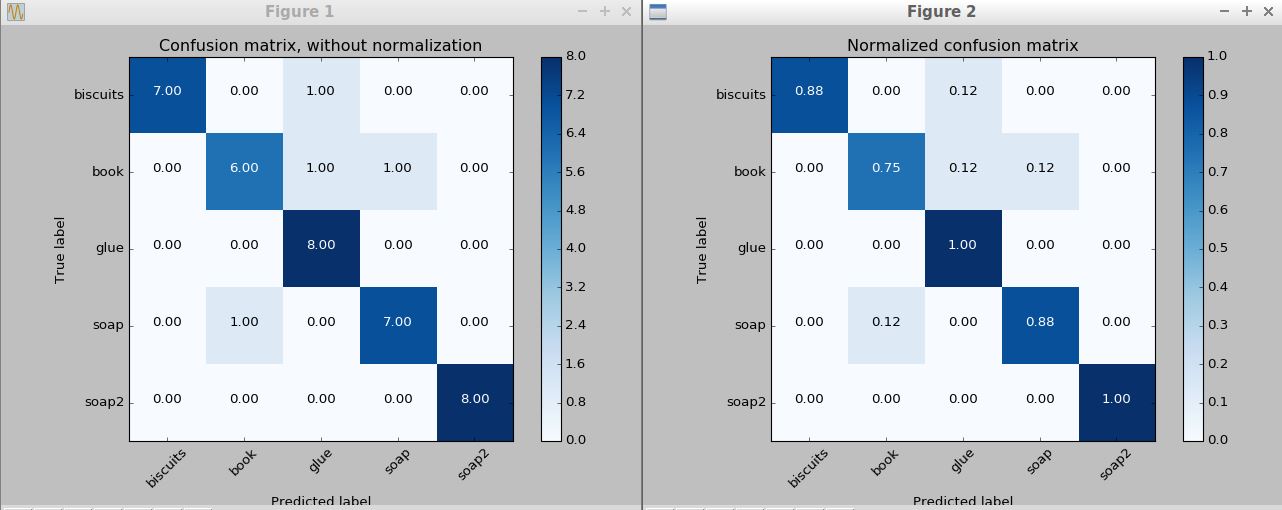 Figure 1
Confusion matrix, without normalization
biscuits 7.00 0.00 1.00 0.00 0.00
book 0.00 6.00 1.00 1.00 0.00
glue 0.00 0.00 8.00 0.00 0.00
soap 0.00 1.00 0.00 7.00 0.00
soap2 0.00 0.00 0.00 0.00 8.00
True label
biscuits book glue soap soap2
Predicted label
8.0
7.2
6.4
5.6
4.8
4.0
3.2
2.4
1.6
0.8
0.0
Figure 2
Normalized confusion matrix
biscuits 0.88 0.00 0.12 0.00 0.00
book 0.00 0.75 0.12 0.12 0.00
glue 0.00 0.00 1.00 0.00 0.00
soap 0.00 0.12 0.00 0.88 0.00
soap2 0.00 0.00 0.00 0.00 1.00
True label
biscuits book glue soap soap2
Predicted label
1.0
0.9
0.8
0.7
0.6
0.5
0.4
0.3
0.2
0.1
0.0